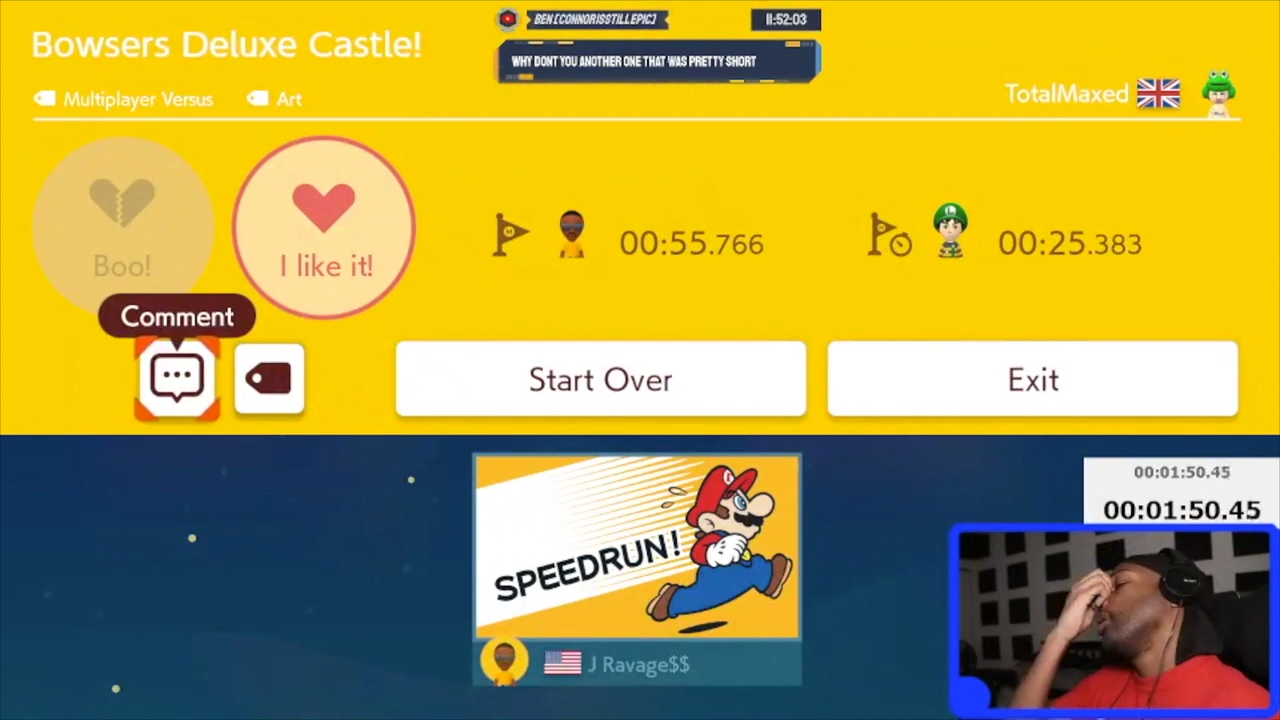 Bowsers Deluxe Castle!
BEN [CONNORISSTILLEPIC]
11:52:03
WHY DONT YOU ANOTHER ONE THAT WAS PRETTY SHORT
Multiplayer Versus
Art
TotalMaxed
Boo!
I like it!
00:55.766
00:25.383
Comment
Start Over
Exit
SPEEDRUN!
J Ravage$$
00:01:50.45
00:01:50.45